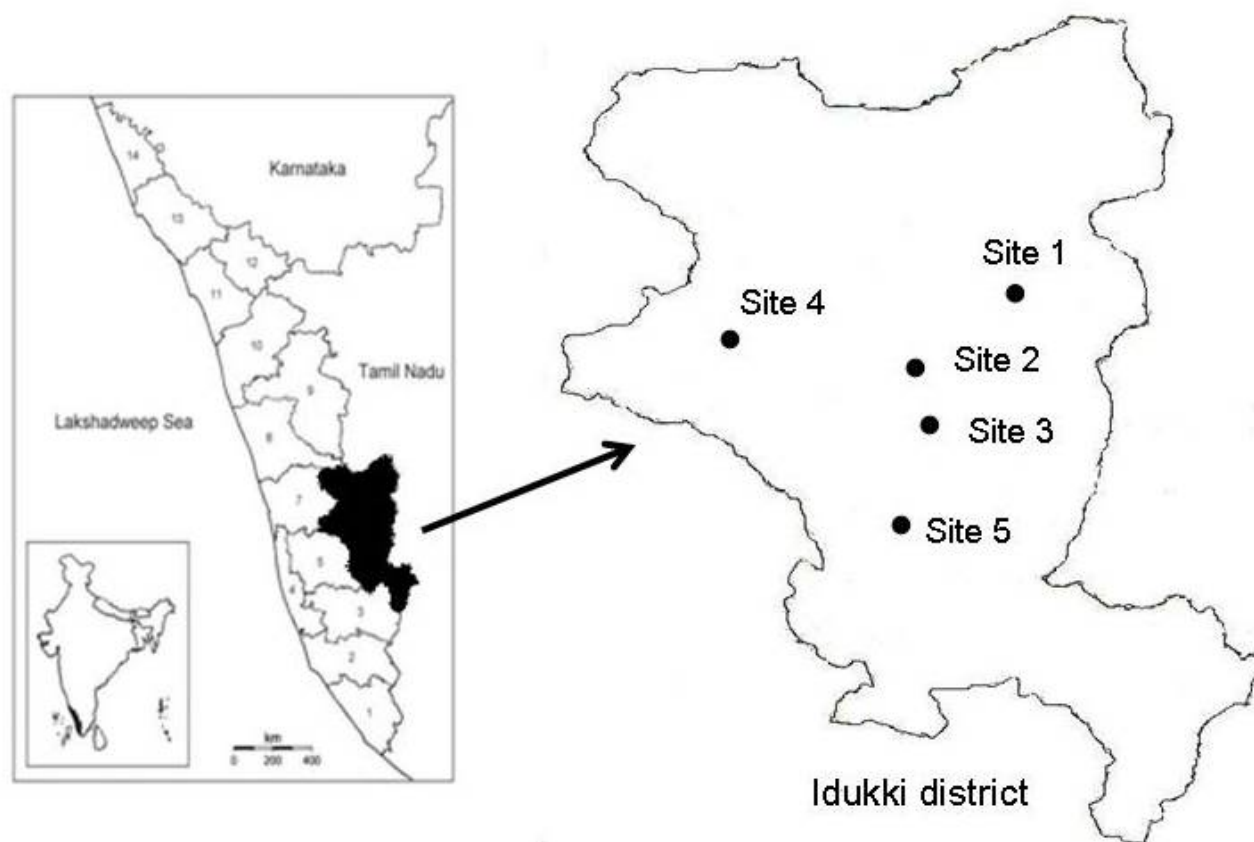 14
Karnataka
13
12
11
10
Tamil Nadu
9
Lakshadweep Sea
8
7
5
4
3
2
1
km
0 200 400
Site 1
Site 4
Site 2
Site 3
Site 5
Idukki district